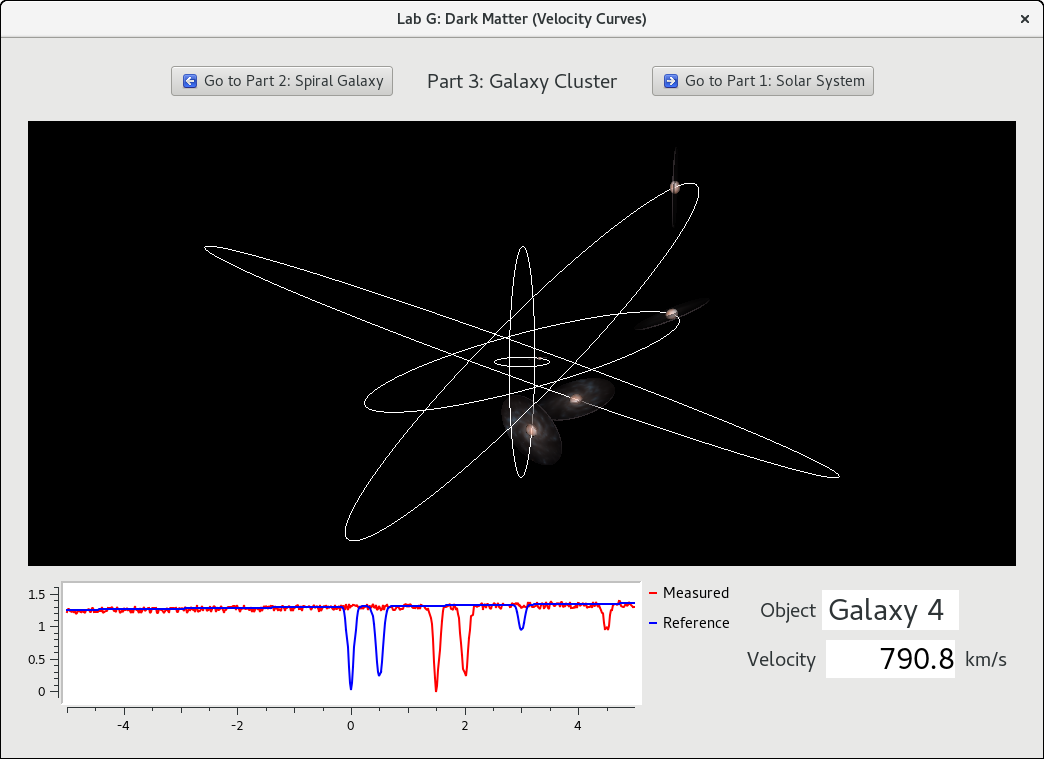 Lab G: Dark Matter (Velocity Curves)
×
Go to Part 2: Spiral Galaxy
Part 3: Galaxy Cluster
Go to Part 1: Solar System
1.5
1
0.5
0
-4
-2
0
2
4
Measured
Reference
Object Galaxy 4
Velocity 790.8 km/s